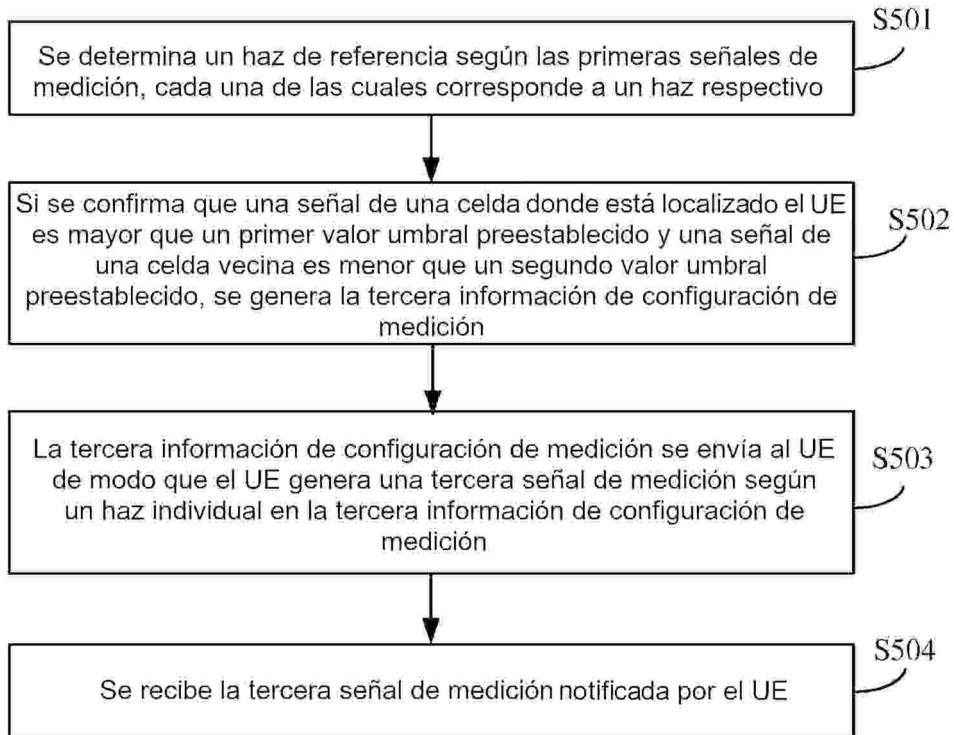 S501
Se determina un haz de referencia según las primeras señales de
medición, cada una de las cuales corresponde a un haz respectivo
S502
Si se confirma que una señal de una celda donde está localizado el UE
es mayor que un primer valor umbral preestablecido y una señal de
una celda vecina es menor que un segundo valor umbral
preestablecido, se genera la tercera información de configuración de
medición
S503
La tercera información de configuración de medición se envía al UE
de modo que el UE genera una tercera señal de medición según
un haz individual en la tercera información de configuración de
medición
S504
Se recibe la tercera señal de medición notificada por el UE